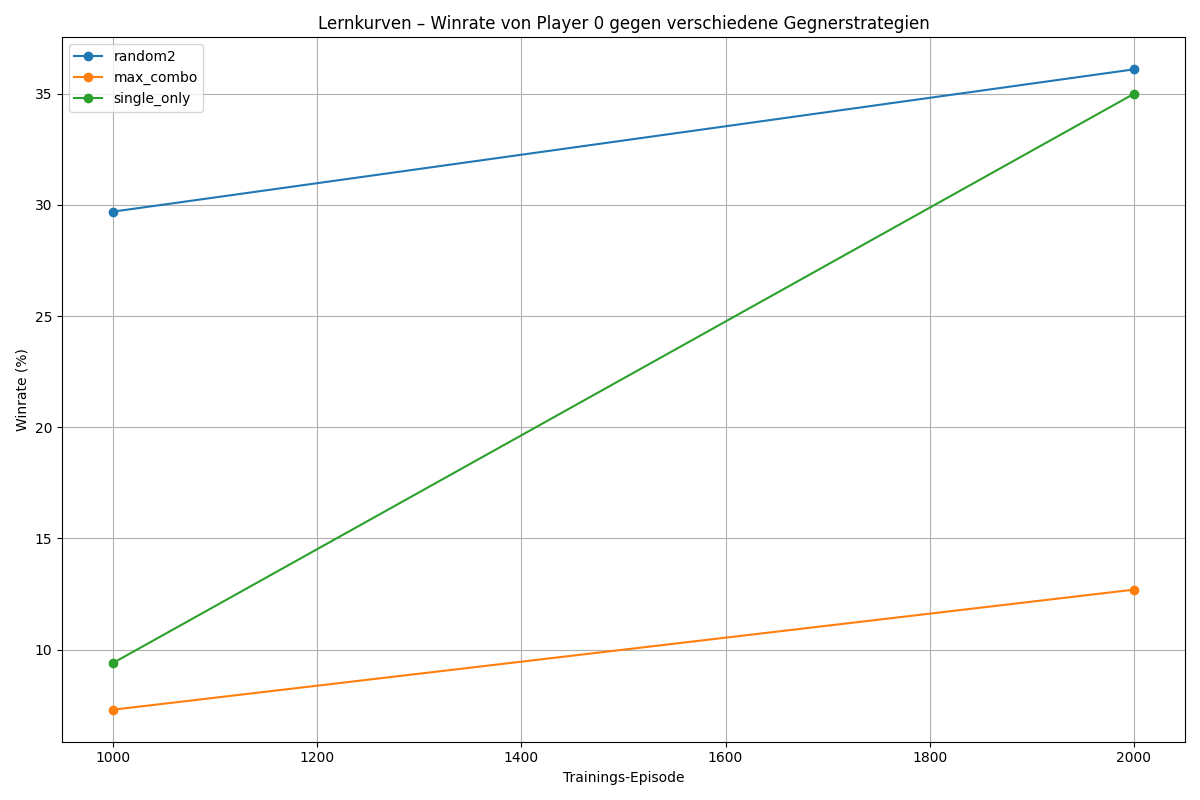 Lernkurven – Winrate von Player 0 gegen verschiedene Gegnerstrategien
random2
max_combo
single_only
35
30
25
20
15
10
Winrate (%)
1000 1200 1400 1600 1800 2000
Trainings-Episode